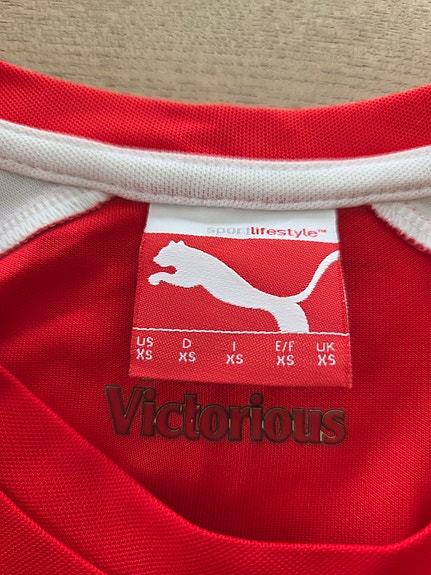 sportlifestyle™
US D I E/F UK
XS XS XS XS XS
Victorious